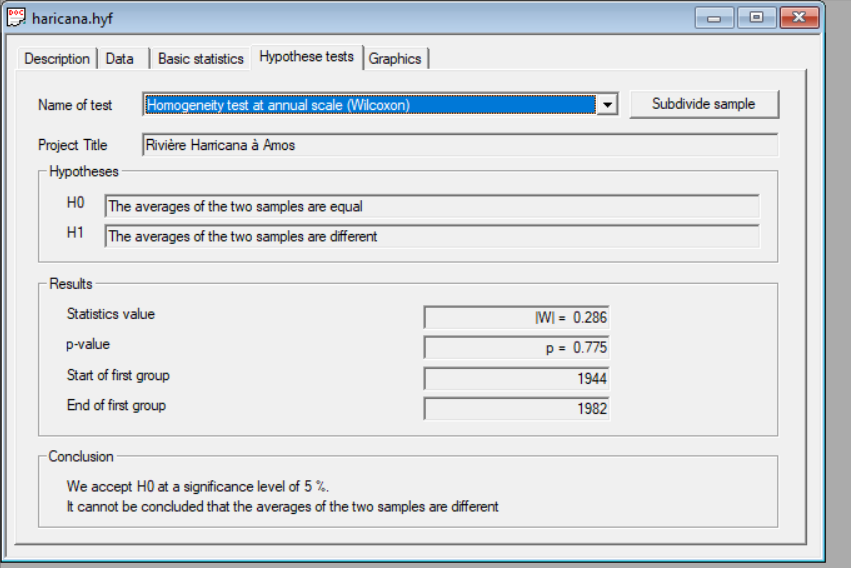 haricana.hyf
Description Data Basic statistics Hypothese tests Graphics
Name of test Homogeneity test at annual scale (Wilcoxon) Subdivide sample
Project Title Rivière Harricana à Amos
Hypotheses
H0 The averages of the two samples are equal
H1 The averages of the two samples are different
Results
Statistics value |W| = 0.286
p-value p = 0.775
Start of first group 1944
End of first group 1982
Conclusion
We accept H0 at a significance level of 5 %.
It cannot be concluded that the averages of the two samples are different